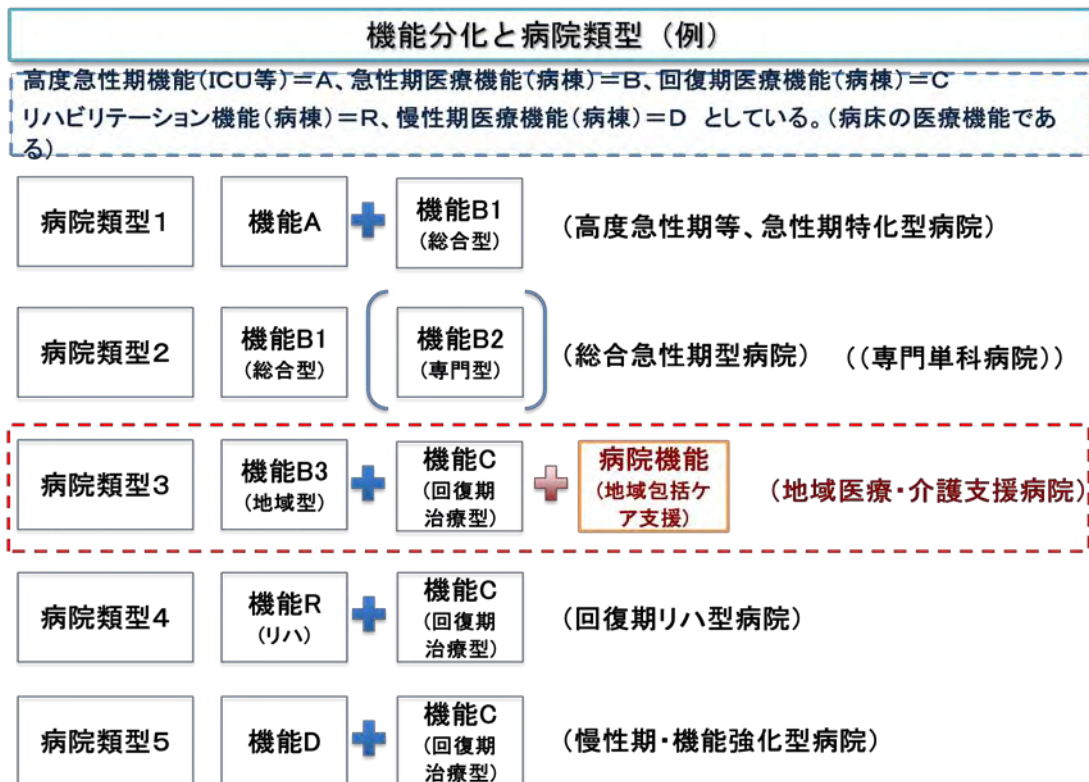 機能分化と病院類型（例）
高度急性期機能（ICU等）＝A、急性期医療機能（病棟）＝B、回復期医療機能（病棟）＝C
リハビリテーション機能（病棟）＝R、慢性期医療機能（病棟）＝D としている。（病床の医療機能であ
る）
病院類型１ 機能A 機能B1 （高度急性期等、急性期特化型病院）
（総合型）
病院類型２ 機能B1 機能B2 （総合急性期型病院） （（専門単科病院））
（総合型） （専門型）
病院類型３ 機能B3 機能C 病院機能 （地域医療・介護支援病院）
（地域型） （回復期 （地域包括ケ
治療型） ア支援）
病院類型４ 機能R 機能C （回復期リハ型病院）
（リハ） （回復期
治療型）
病院類型５ 機能D 機能C （慢性期・機能強化型病院）
（回復期
治療型）